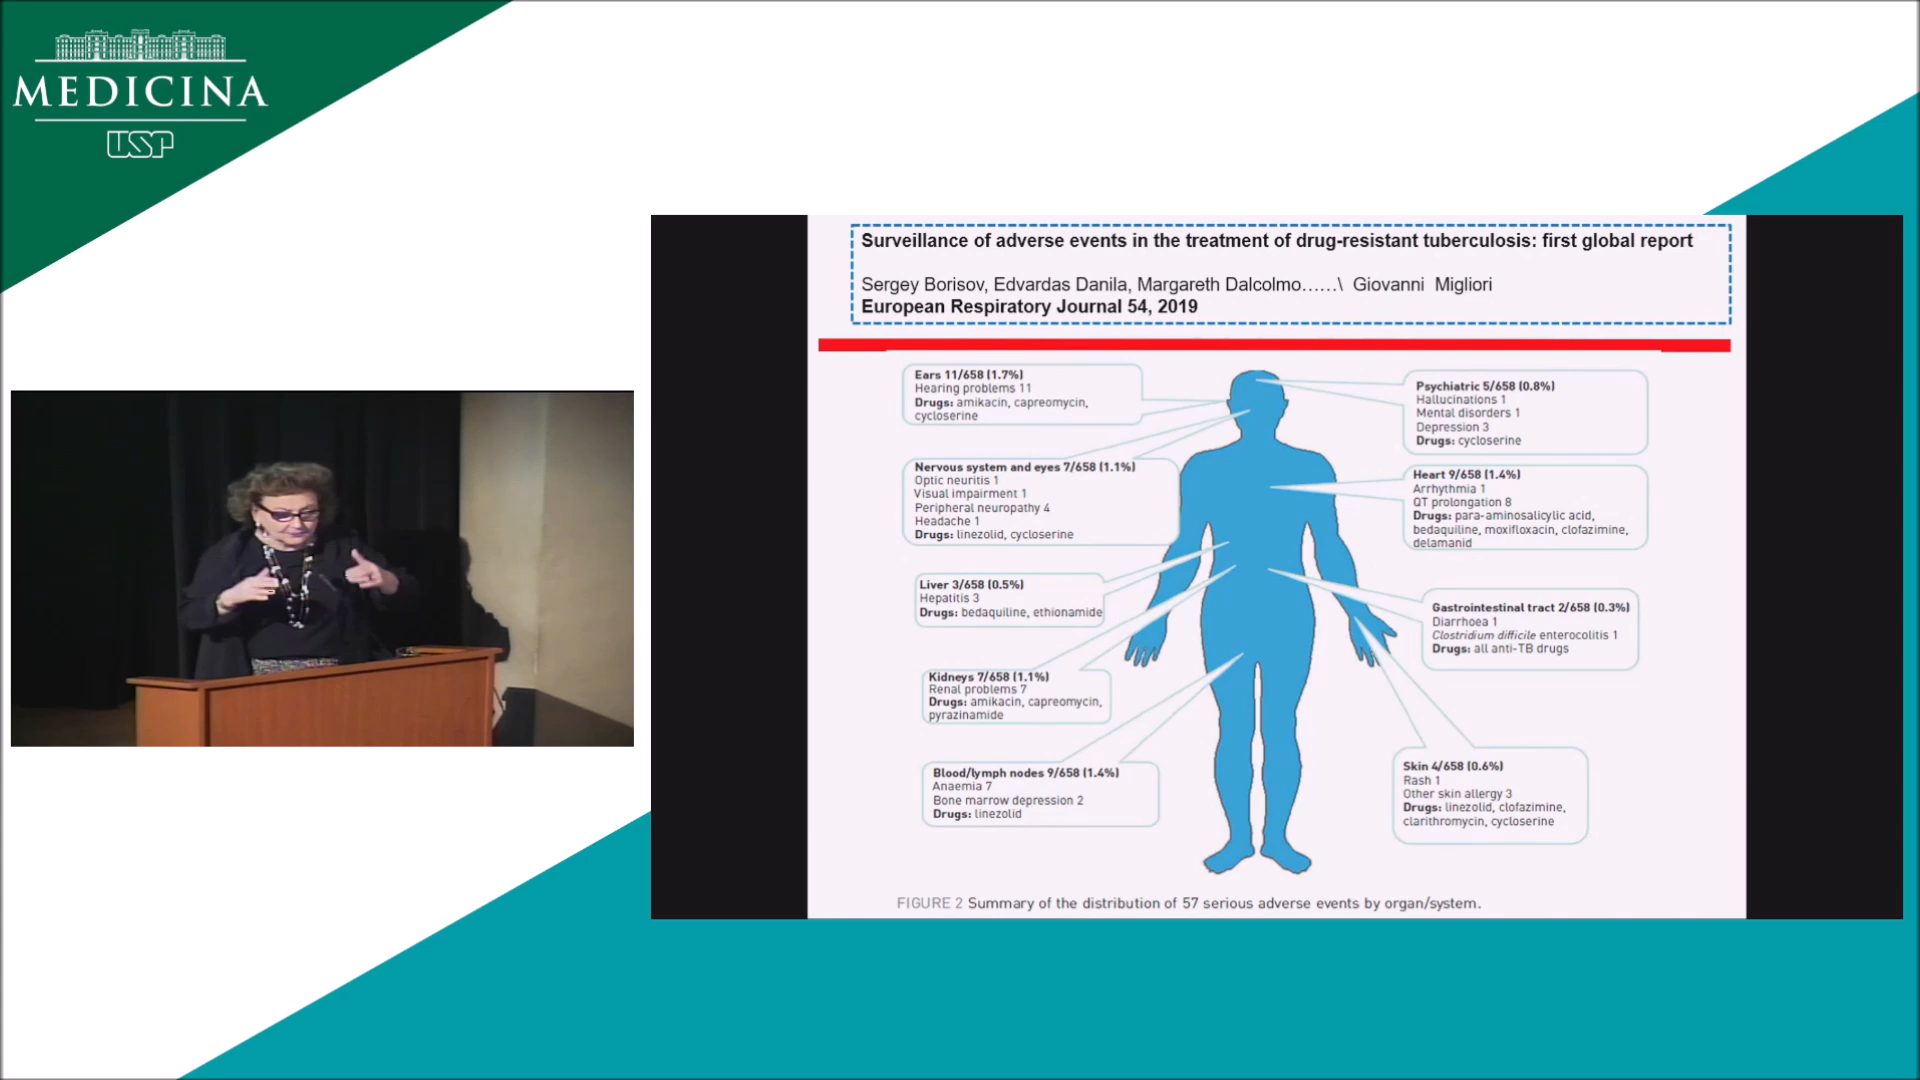 MEDICINA
USP
Surveillance of adverse events in the treatment of drug-resistant tuberculosis: first global report
Sergey Borisov, Edvardas Danila, Margareth Dalcolmo……\ Giovanni Migliori
European Respiratory Journal 54, 2019
Ears 11/658 (1.7%)
Hearing problems 11
Drugs: amikacin, capreomycin,
cycloserine
Nervous system and eyes 7/658 (1.1%)
Optic neuritis 1
Visual impairment 1
Peripheral neuropathy 4
Headache 1
Drugs: linezolid, cycloserine
Liver 3/658 (0.5%)
Hepatitis 3
Drugs: bedaquiline, ethionamide
Kidneys 7/658 (1.1%)
Renal problems 7
Drugs: amikacin, capreomycin,
pyrazinamide
Blood/lymph nodes 9/658 (1.4%)
Anaemia 7
Bone marrow depression 2
Drugs: linezolid
Psychiatric 5/658 (0.8%)
Hallucinations 1
Mental disorders 1
Depression 3
Drugs: cycloserine
Heart 9/658 (1.4%)
Arrhythmia 1
QT prolongation 8
Drugs: para-aminosalicylic acid,
bedaquiline, moxifloxacin, clofazimine,
delamanid
Gastrointestinal tract 2/658 (0.3%)
Diarrhoea 1
Clostridium difficile enterocolitis 1
Drugs: all anti-TB drugs
Skin 4/658 (0.6%)
Rash 1
Other skin allergy 3
Drugs: linezolid, clofazimine,
clarithromycin, cycloserine
FIGURE 2 Summary of the distribution of 57 serious adverse events by organ/system.